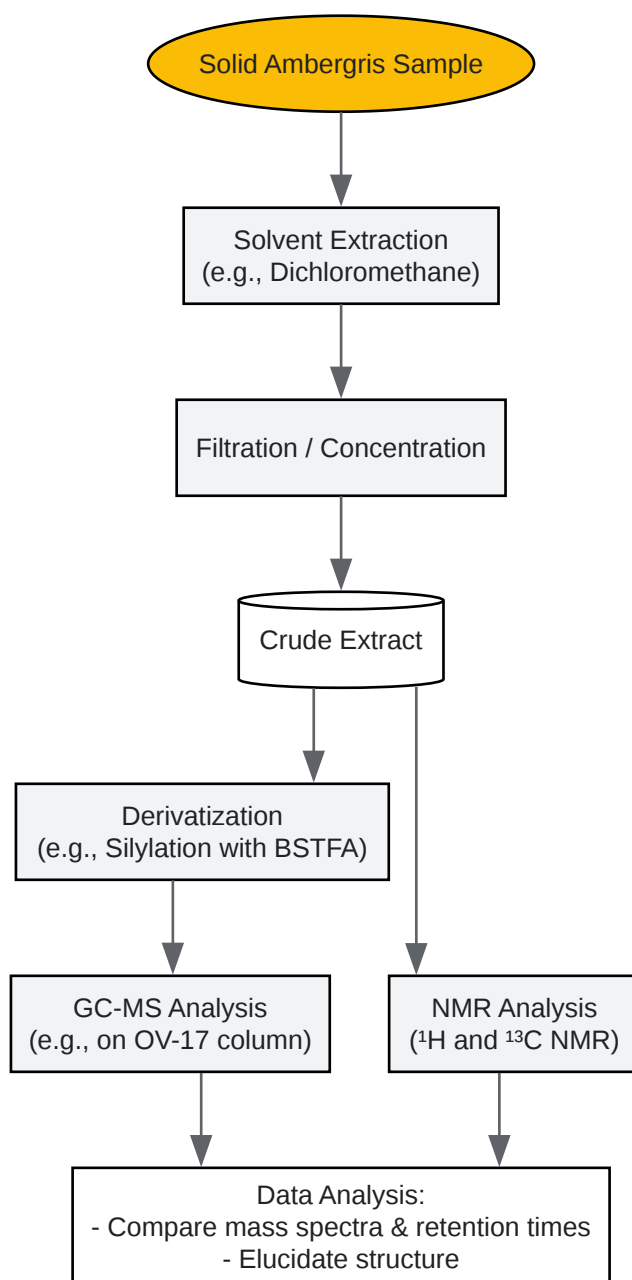 Solid Ambergris Sample
Solvent Extraction
(e.g., Dichloromethane)
Filtration / Concentration
Crude Extract
Derivatization
(e.g., Silylation with BSTFA)
GC-MS Analysis
(e.g., on OV-17 column)
NMR Analysis
(¹H and ¹³C NMR)
Data Analysis:
- Compare mass spectra & retention times
- Elucidate structure